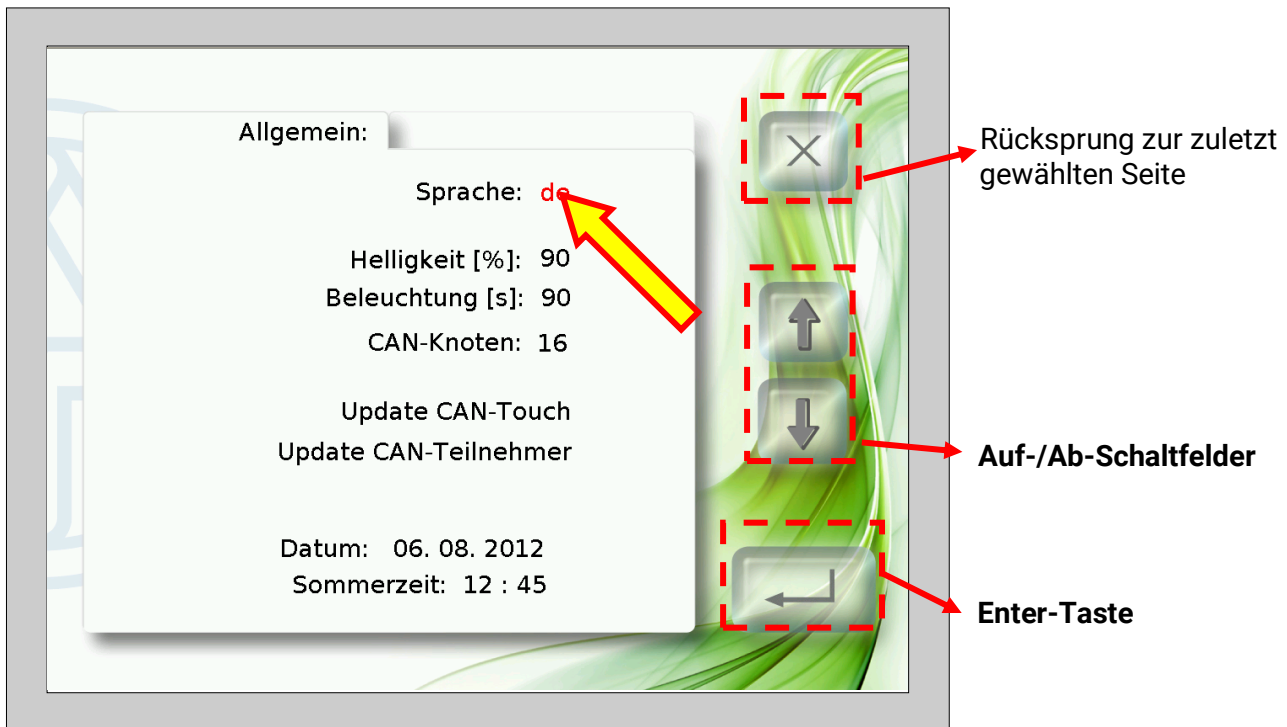 Allgemein:
Sprache: de
Helligkeit [%]: 90
Beleuchtung [s]: 90
CAN-Knoten: 16
Update CAN-Touch
Update CAN-Teilnehmer
Datum: 06. 08. 2012
Sommerzeit: 12 : 45
Rücksprung zur zuletzt
gewählten Seite
Auf-/Ab-Schaltfelder
Enter-Taste